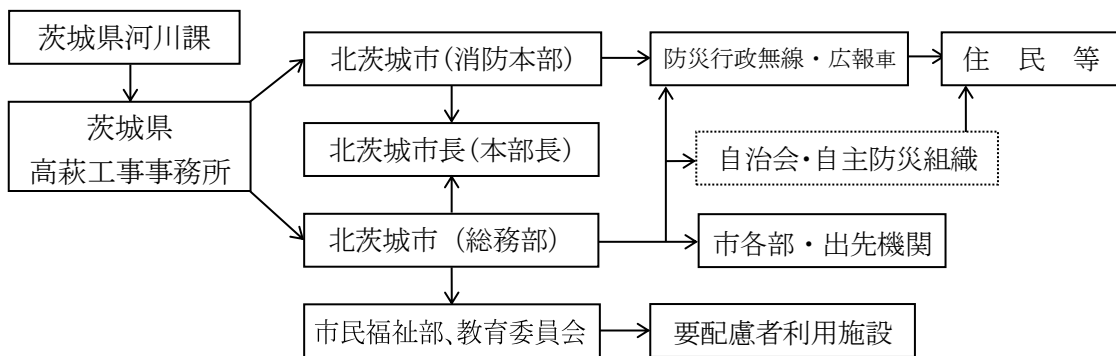 茨城県河川課
茨城県
高萩工事事務所
北茨城市(消防本部)
北茨城市長(本部長)
北茨城市 (総務部)
市民福祉部、教育委員会
防災行政無線・広報車
住 民 等
自治会・自主防災組織
市各部・出先機関
要配慮者利用施設